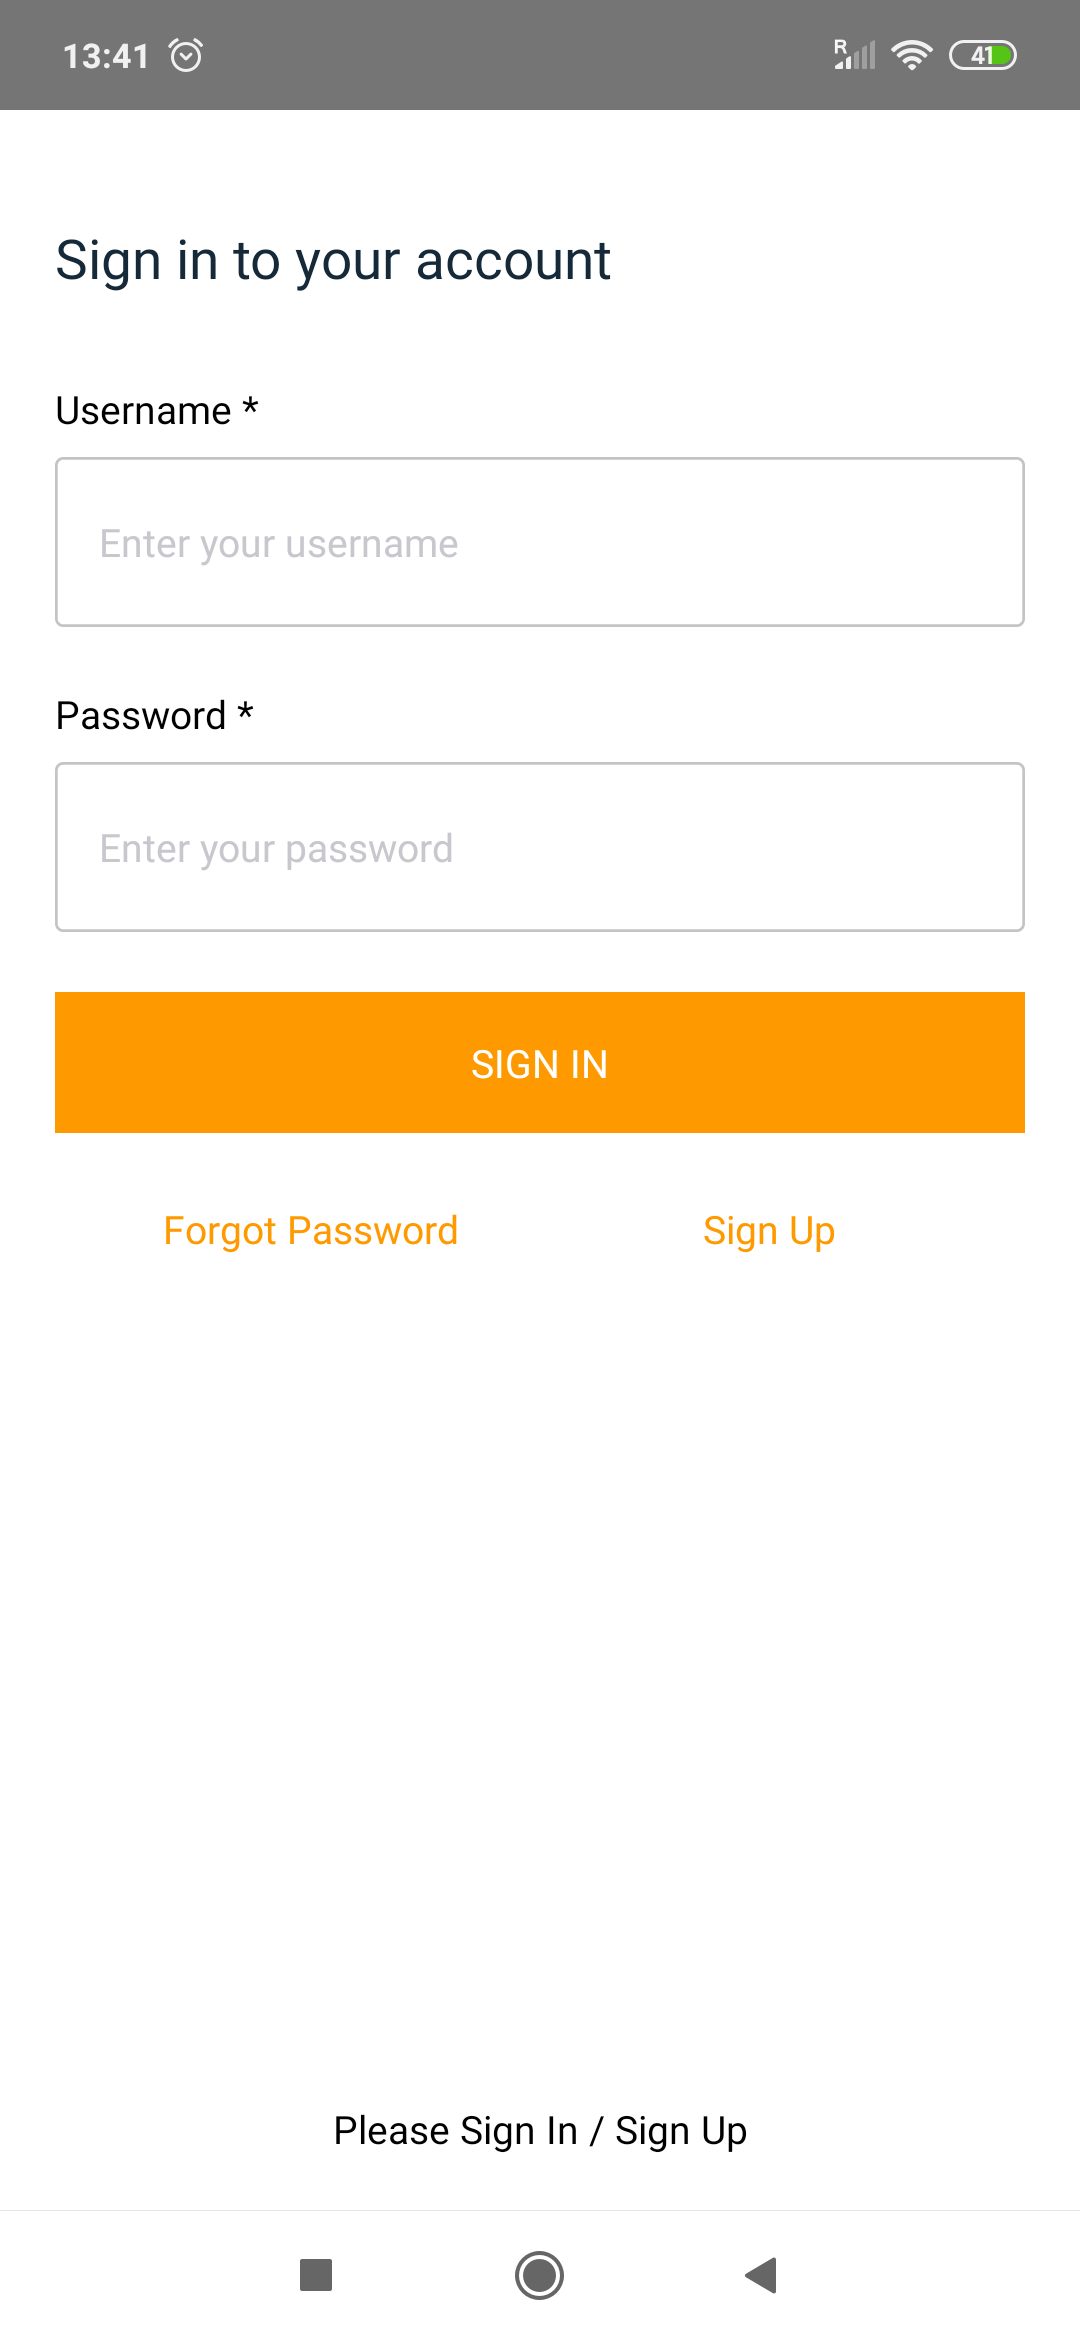 13:41
R
41
Sign in to your account
Username *
Enter your username
Password *
Enter your password
SIGN IN
Forgot Password Sign Up
Please Sign In / Sign Up